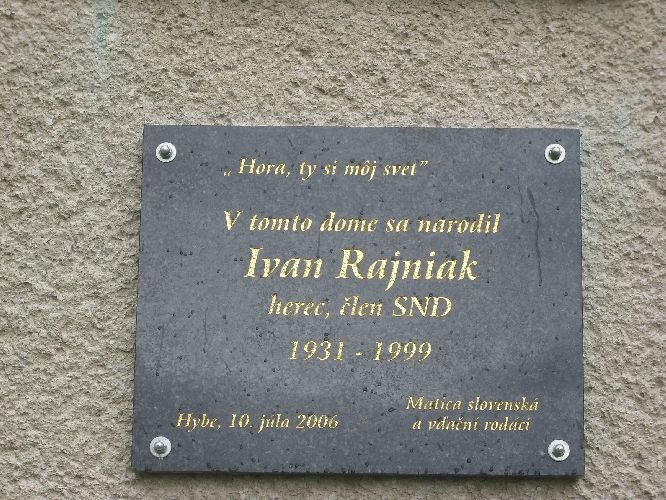 „Hora, ty si môj svet”
V tomto dome sa narodil
Ivan Rajniak
herec, člen SND
1931 - 1999
Hybe, 10. júla 2006
Matica slovenská
a vďační rodáci